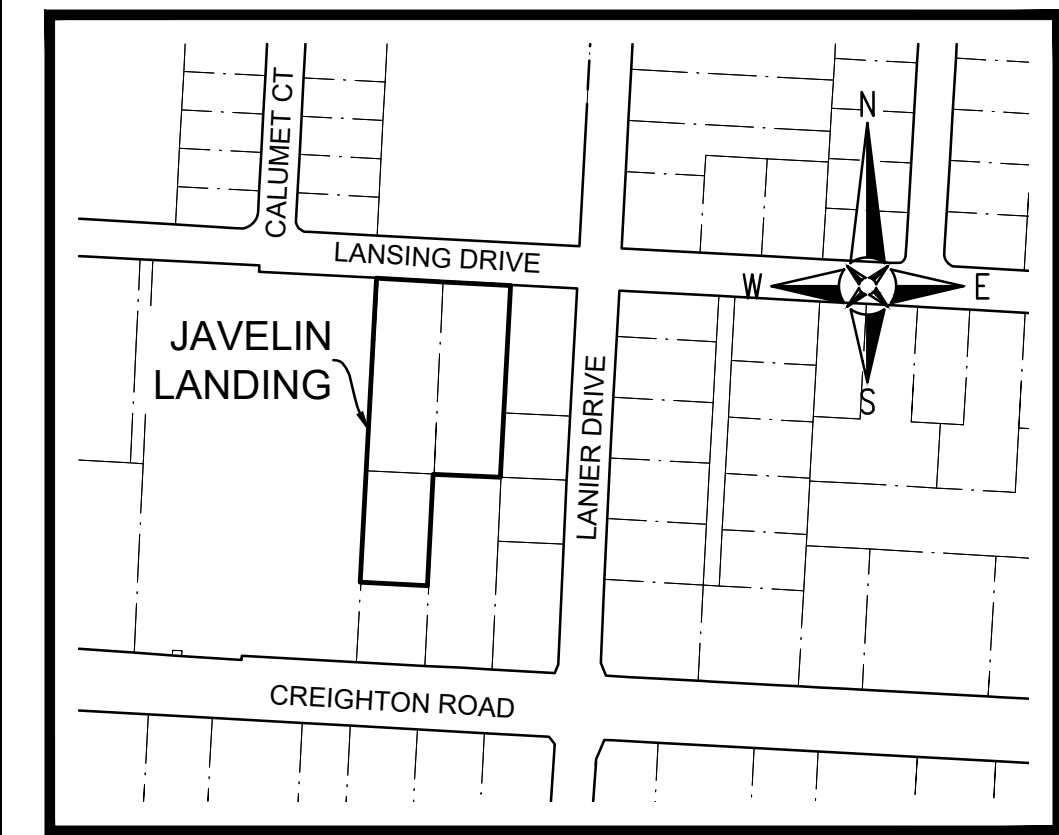 CALUMET CT
N
LANSING DRIVE
W
E
JAVELIN
LANDING
S
LANIER DRIVE
CREIGHTON ROAD